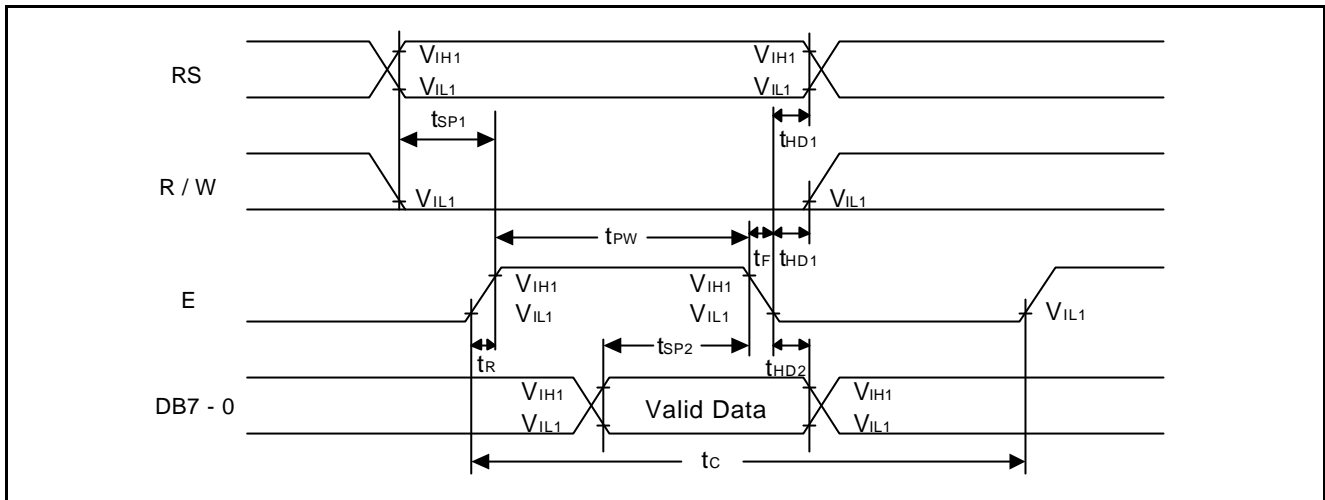 RS
VIH1
VIL1
VIH1
VIL1
tSP1
tHD1
R / W
VIL1
VIL1
tPW
tF
tHD1
E
VIH1
VIL1
VIH1
VIL1
VIL1
tR
tSP2
tHD2
DB7 - 0
VIH1
VIL1
Valid Data
VIH1
VIL1
tC